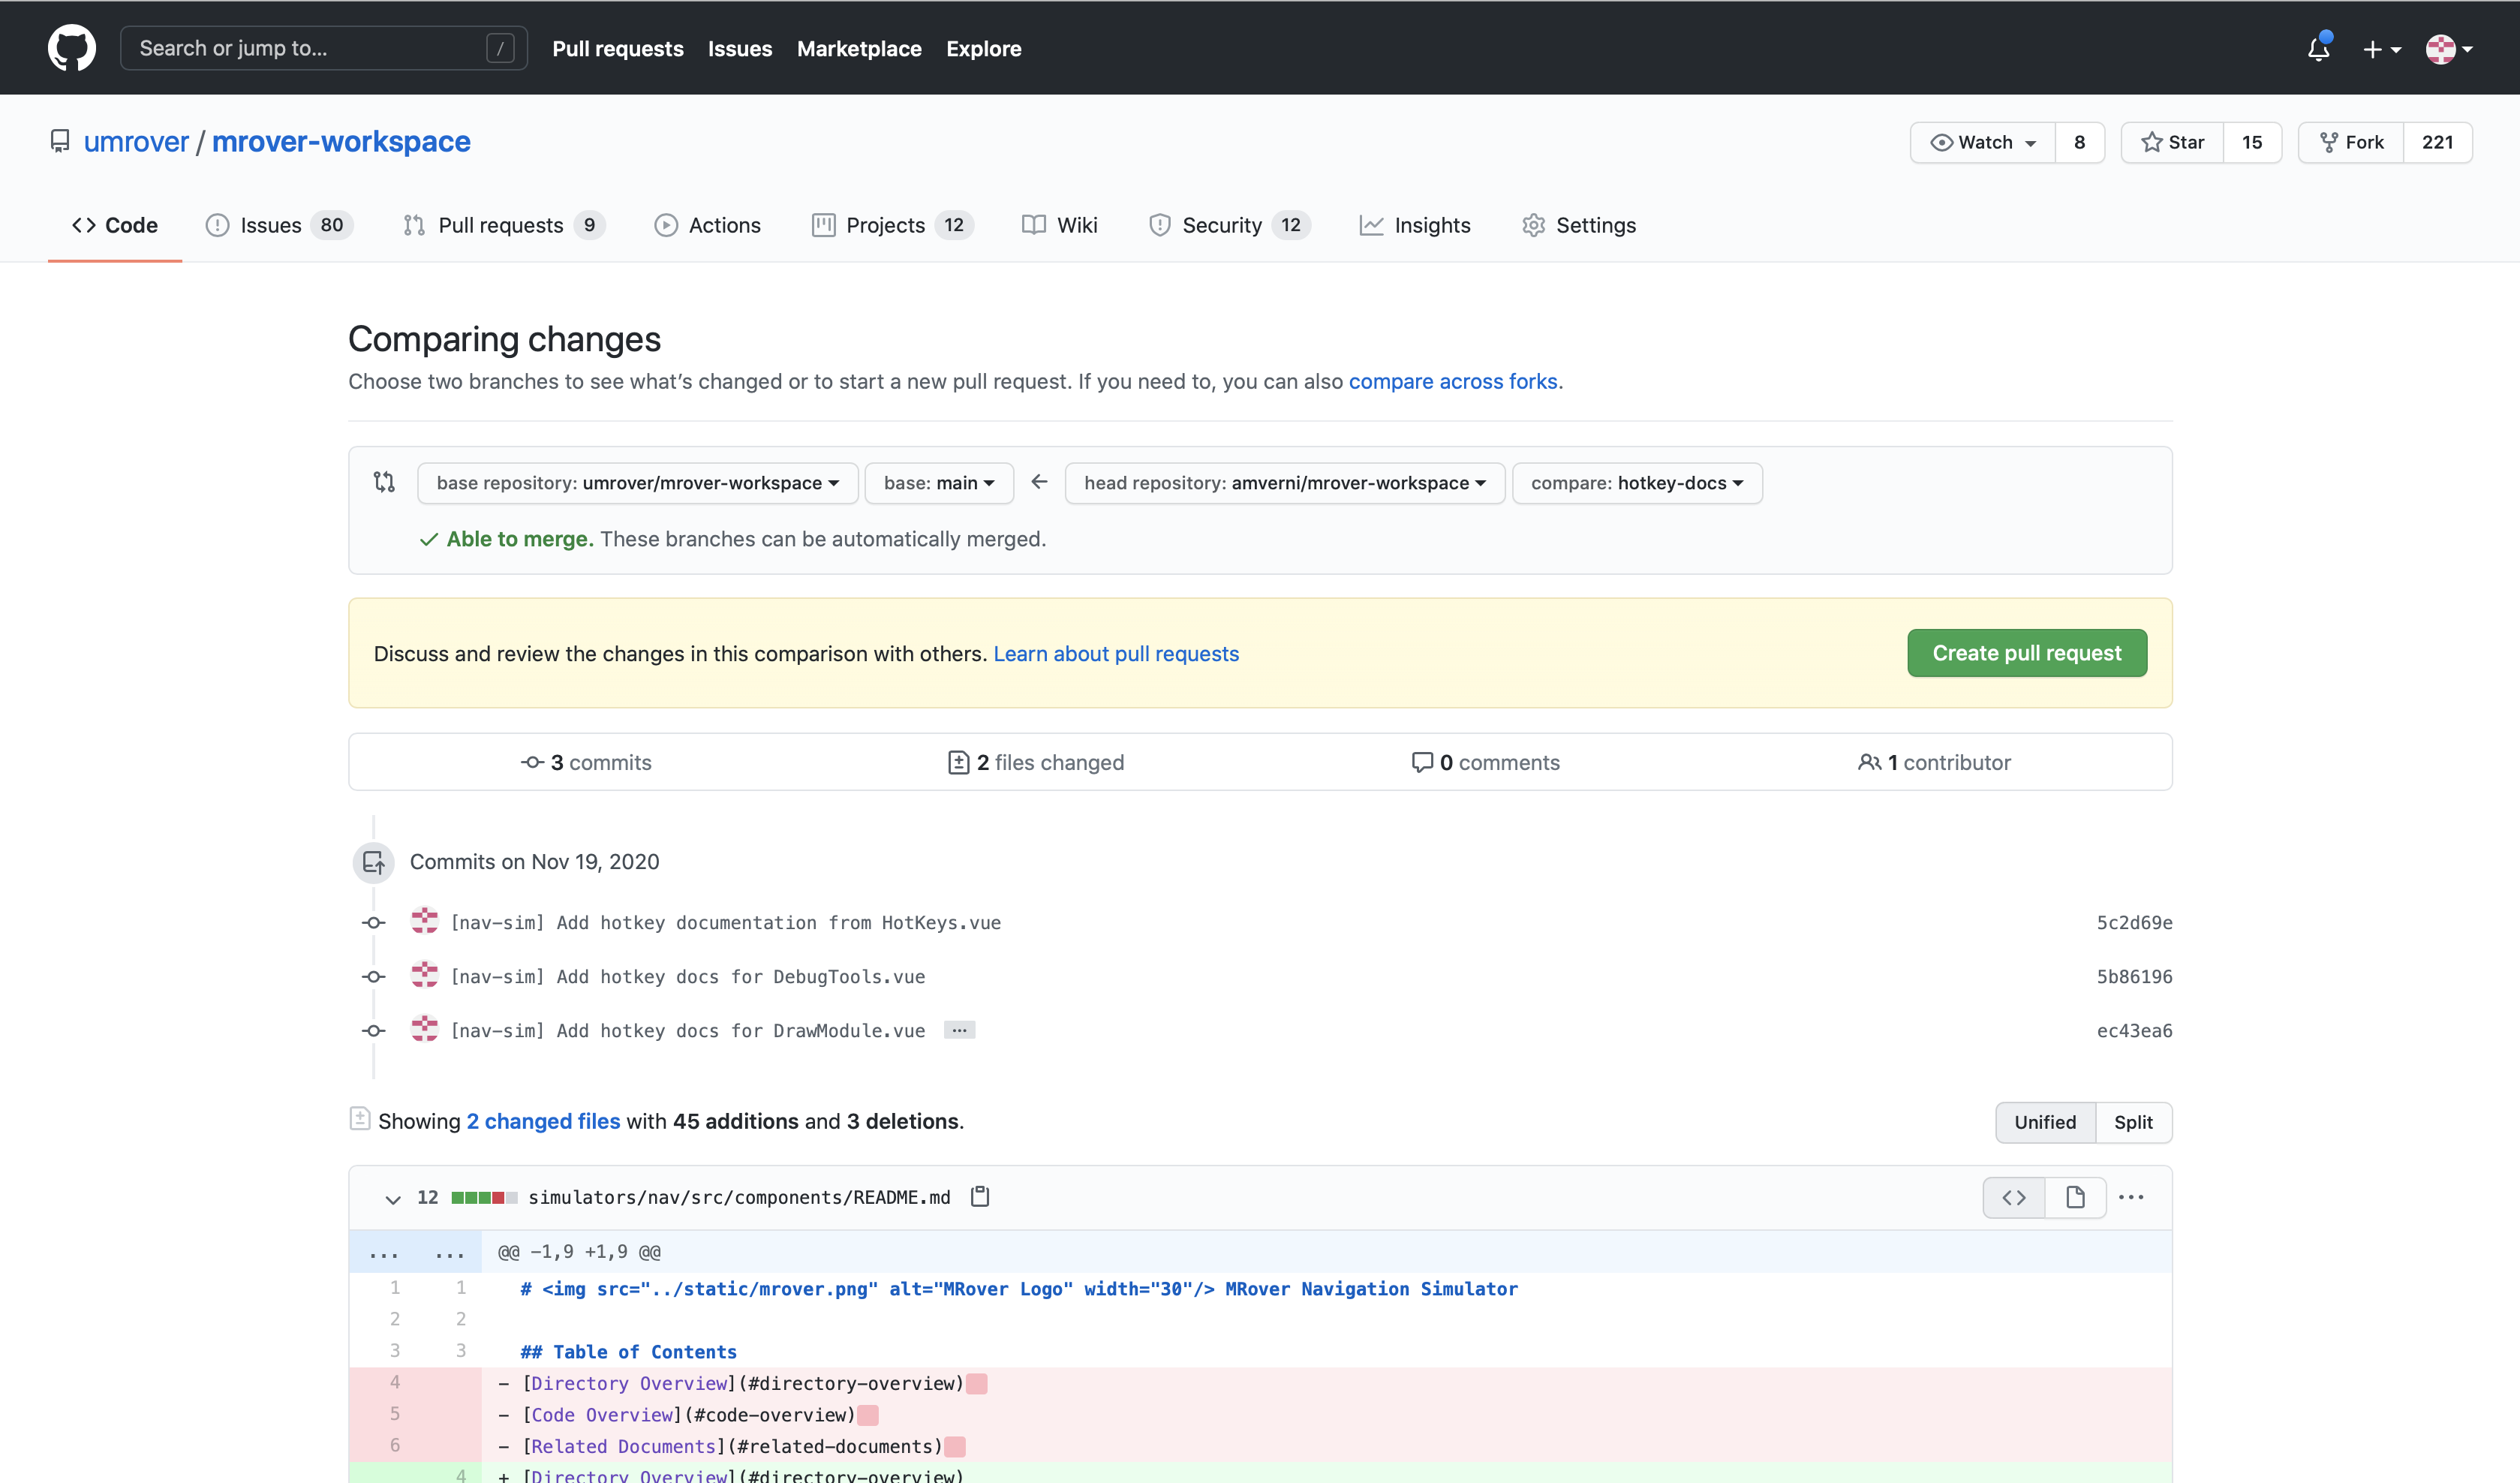 Search or jump to... / Pull requests Issues Marketplace Explore
umrover / mrover-workspace Watch 8 Star 15 Fork 221
Code Issues 80 Pull requests 9 Actions Projects 12 Wiki Security 12 Insights Settings
Comparing changes
Choose two branches to see what’s changed or to start a new pull request. If you need to, you can also compare across forks.
base repository: umrover/mrover-workspace base: main head repository: amverni/mrover-workspace compare: hotkey-docs
Able to merge. These branches can be automatically merged.
Discuss and review the changes in this comparison with others. Learn about pull requests Create pull request
3 commits 2 files changed 0 comments 1 contributor
Commits on Nov 19, 2020
[nav-sim] Add hotkey documentation from HotKeys.vue 5c2d69e
[nav-sim] Add hotkey docs for DebugTools.vue 5b86196
[nav-sim] Add hotkey docs for DrawModule.vue ... ec43ea6
Showing 2 changed files with 45 additions and 3 deletions. Unified Split
12 simulators/nav/src/components/README.md
... ... @@ -1,9 +1,9 @@
1 1 # <img src="../static/mrover.png" alt="MRover Logo" width="30"/> MRover Navigation Simulator
2 2
3 3 ## Table of Contents
4 - [Directory Overview](#directory-overview)
5 - [Code Overview](#code-overview)
6 - [Related Documents](#related-documents)
4 + [Directory Overview](#directory-overview)